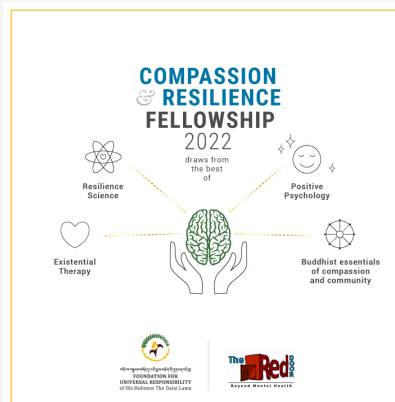 COMPASSION
& RESILIENCE
FELLOWSHIP
2022
draws from
the best
of
Resilience
Science
Positive
Psychology
Existential
Therapy
Buddhist essentials
of compassion
and community
FOUNDATION FOR
UNIVERSAL RESPONSIBILITY
of His Holiness The Dalai Lama
The Red DOOR
Beyond Mental Health